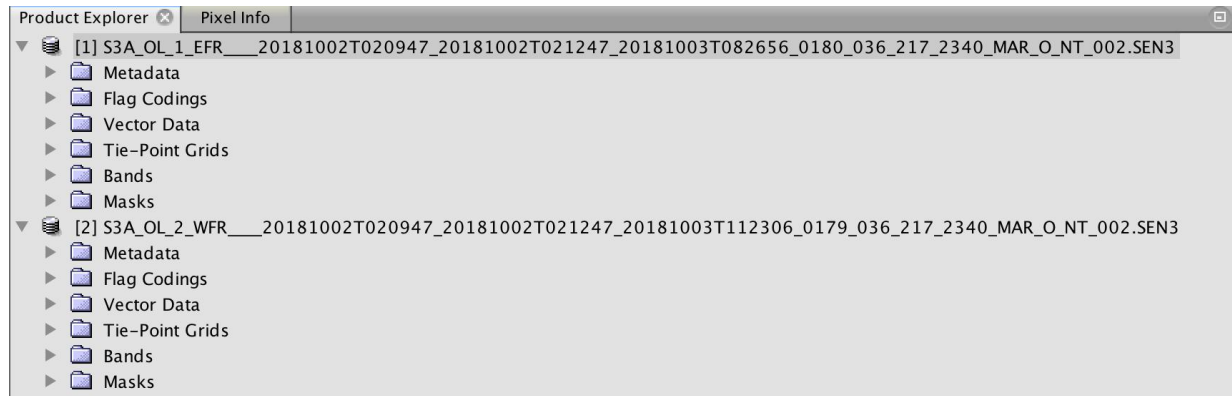 Product Explorer Pixel Info
[1] S3A_OL_1_EFR____20181002T020947_20181002T021247_20181003T082656_0180_036_217_2340_MAR_O_NT_002.SEN3
Metadata
Flag Codings
Vector Data
Tie-Point Grids
Bands
Masks
[2] S3A_OL_2_WFR____20181002T020947_20181002T021247_20181003T112306_0179_036_217_2340_MAR_O_NT_002.SEN3
Metadata
Flag Codings
Vector Data
Tie-Point Grids
Bands
Masks